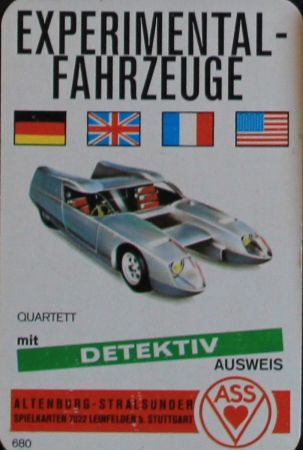 EXPERIMENTAL-
FAHRZEUGE
QUARTETT
mit
DETEKTIV
AUSWEIS
ALTENBURG-STRALSUNDER
SPIELKARTEN 7022 LEINFELDEN b. STUTTGART
ASS
680